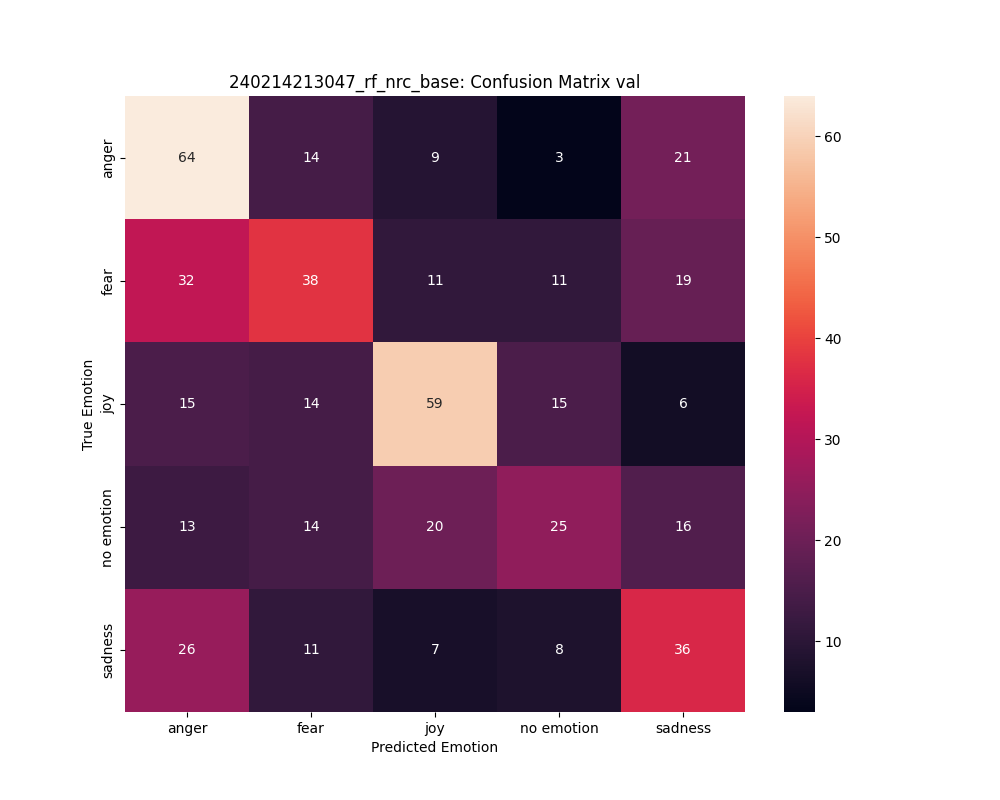 240214213047_rf_nrc_base: Confusion Matrix val
anger 64 14 9 3 21
fear 32 38 11 11 19
joy 15 14 59 15 6
no emotion 13 14 20 25 16
sadness 26 11 7 8 36
True Emotion
anger fear joy no emotion sadness
Predicted Emotion
60
50
40
30
20
10